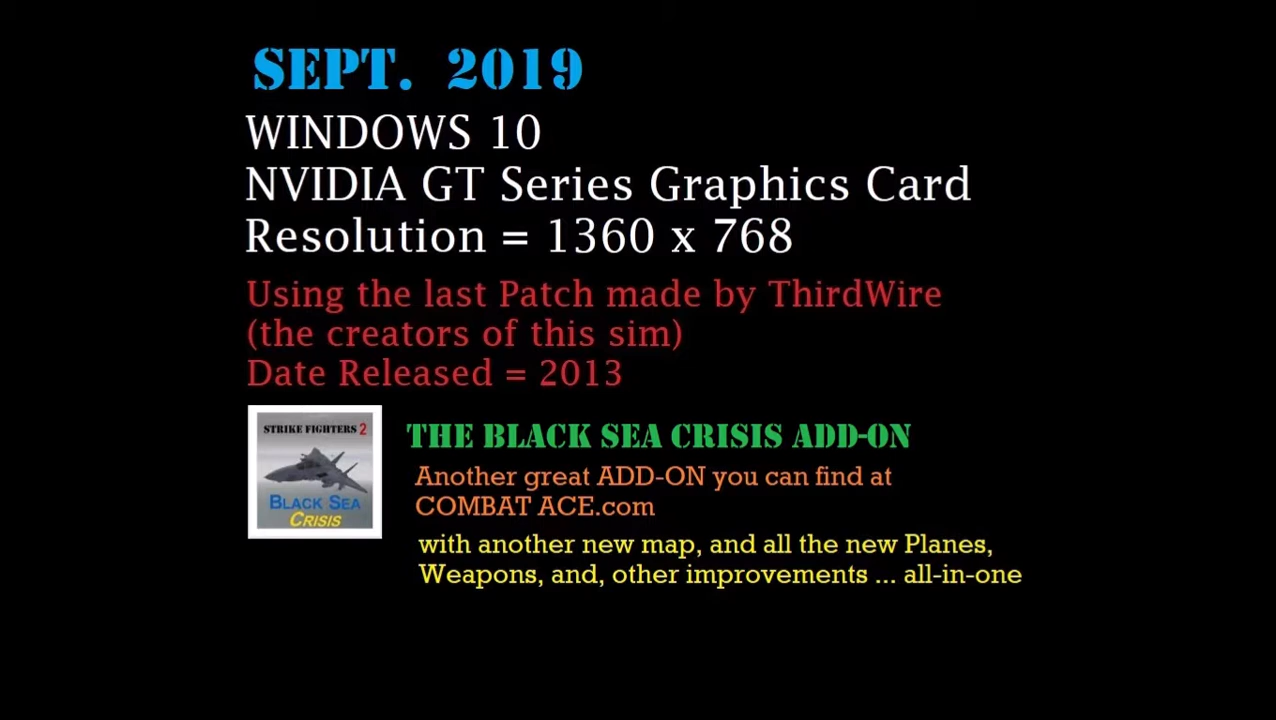 SEPT. 2019
WINDOWS 10
NVIDIA GT Series Graphics Card
Resolution = 1360 x 768
Using the last Patch made by ThirdWire
(the creators of this sim)
Date Released = 2013
STRIKE FIGHTERS 2
BLACK SEA
CRISIS
THE BLACK SEA CRISIS ADD-ON
Another great ADD-ON you can find at
COMBAT ACE.com
with another new map, and all the new Planes,
Weapons, and, other improvements ... all-in-one